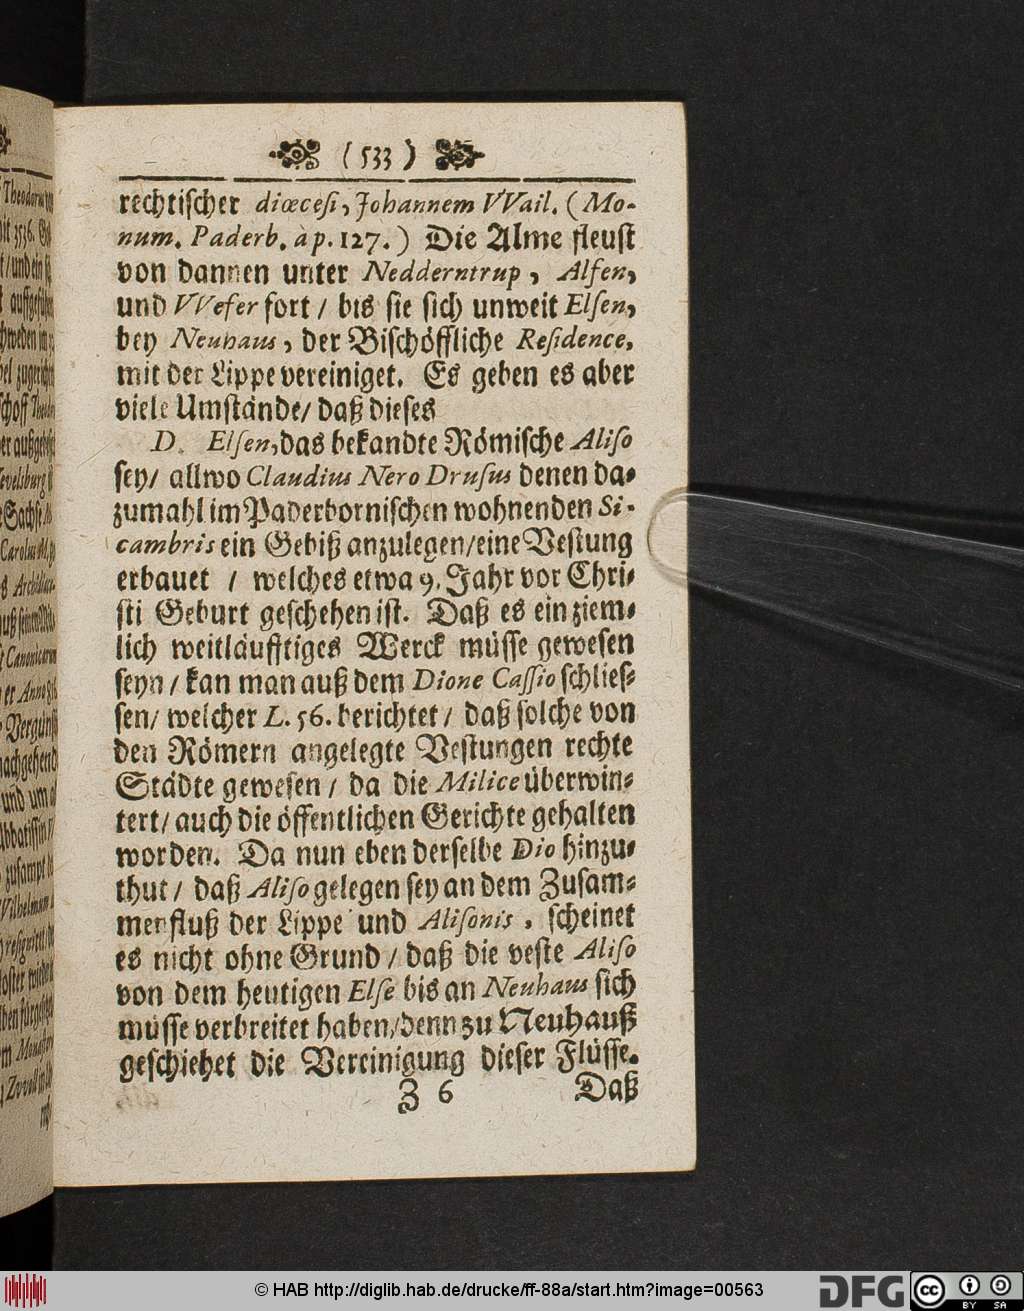 ( 533 )
rechtischer diœcesi, Johannem VVail. (Mo-
num. Paderb. àp. 127.) Die Alme fleust
von dannen unter Nedderntrup, Alfen,
und VVefer fort / bis sie sich unweit Elsen,
bey Neuhaus, der Bischöffliche Residence,
mit der Lippe vereiniget. Es geben es aber
viele Umstände / daß dieses
D. Elsen, das bekandte Römische Aliso
sey / allwo Claudius Nero Drusus denen da-
zumahl im Paderbornischen wohnenden Si-
cambris ein Gebiß anzulegen / eine Vestung
erbauet / welches etwa 9. Jahr vor Chri-
sti Geburt geschehen ist. Daß es ein ziem-
lich weitläufftiges Werck müsse gewesen
seyn / kan man auß dem Dione Cassio schlies-
sen / welcher L. 56. berichtet / daß solche von
den Römern angelegte Vestungen rechte
Städte gewesen / da die Milice überwin-
tert / auch die öffentlichen Gerichte gehalten
worden. Da nun eben derselbe Dio hinzu-
thut / daß Aliso gelegen sey an dem Zusam-
menfluß der Lippe und Alisonis, scheinet
es nicht ohne Grund / daß die veste Aliso
von dem heutigen Else bis an Neuhaus sich
müsse verbreitet haben / denn zu Neuhauß
geschiehet die Vereinigung dieser Flüsse.
Z 6 Daß
© HAB http://diglib.hab.de/drucke/ff-88a/start.htm?image=00563
DFG
cc BY SA